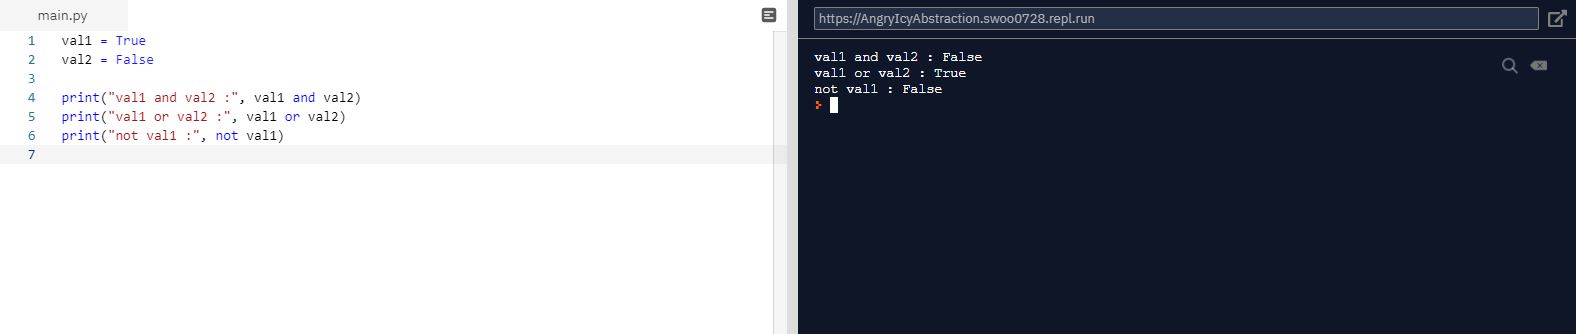 main.py
1 val1 = True
2 val2 = False
3
4 print("val1 and val2 :", val1 and val2)
5 print("val1 or val2 :", val1 or val2)
6 print("not val1 :", not val1)
7
https://AngryIcyAbstraction.swoo0728.repl.run
val1 and val2 : False
val1 or val2 : True
not val1 : False